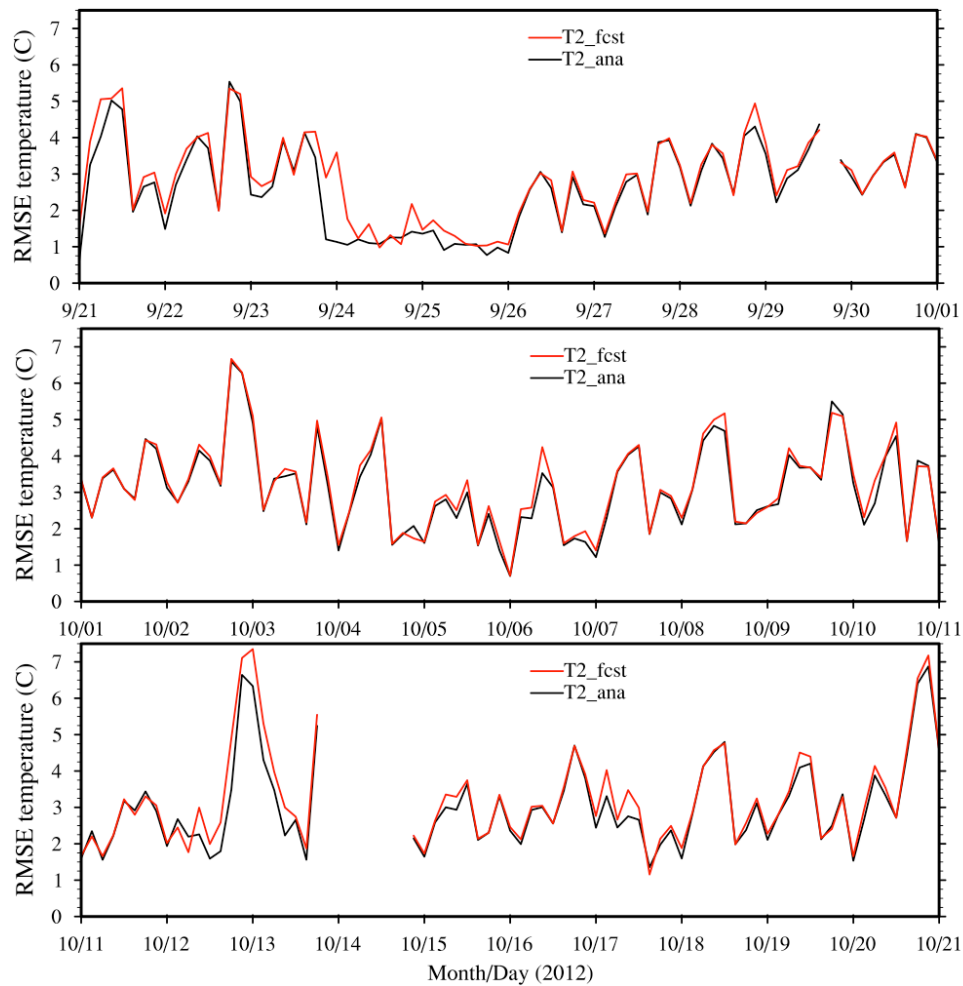 RMSE temperature (C)
7
6
5
4
3
2
1
0
T2_fcst
T2_ana
9/21 9/22 9/23 9/24 9/25 9/26 9/27 9/28 9/29 9/30 10/01
RMSE temperature (C)
7
6
5
4
3
2
1
0
T2_fcst
T2_ana
10/01 10/02 10/03 10/04 10/05 10/06 10/07 10/08 10/09 10/10 10/11
RMSE temperature (C)
7
6
5
4
3
2
1
0
T2_fcst
T2_ana
10/11 10/12 10/13 10/14 10/15 10/16 10/17 10/18 10/19 10/20 10/21
Month/Day (2012)